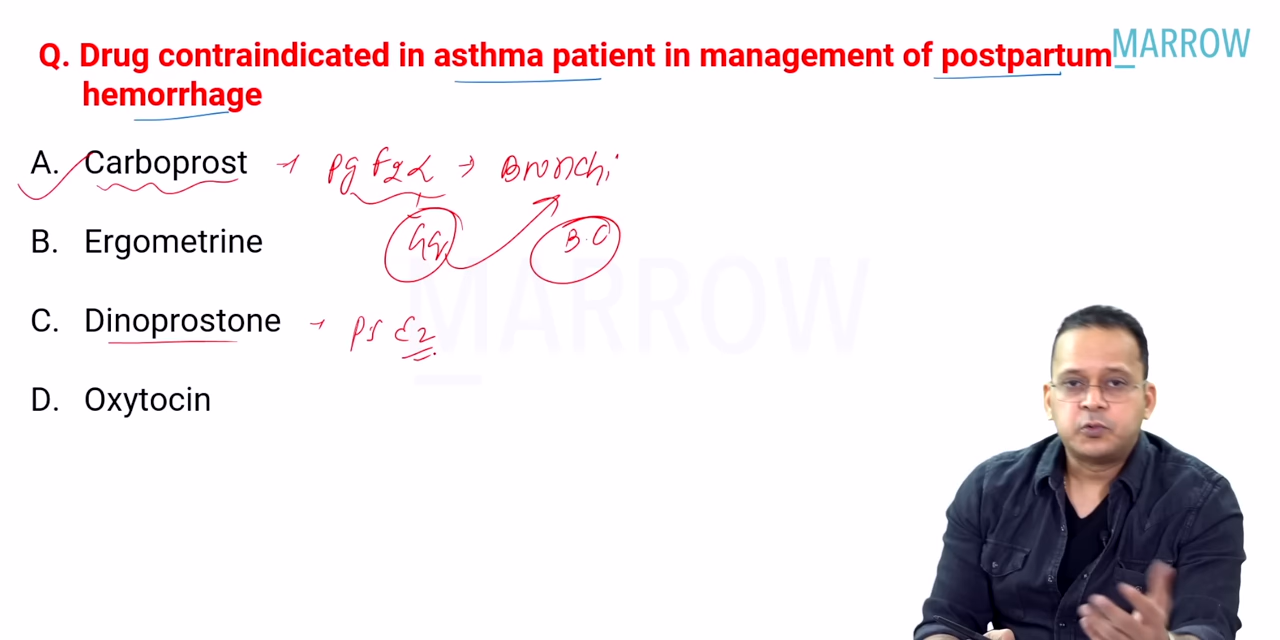 MARROW
Q. Drug contraindicated in asthma patient in management of postpartum
hemorrhage
A. Carboprost → Pg F2α → Bronchi
Gq B.C
B. Ergometrine
C. Dinoprostone → PG E2
D. Oxytocin
MARROW